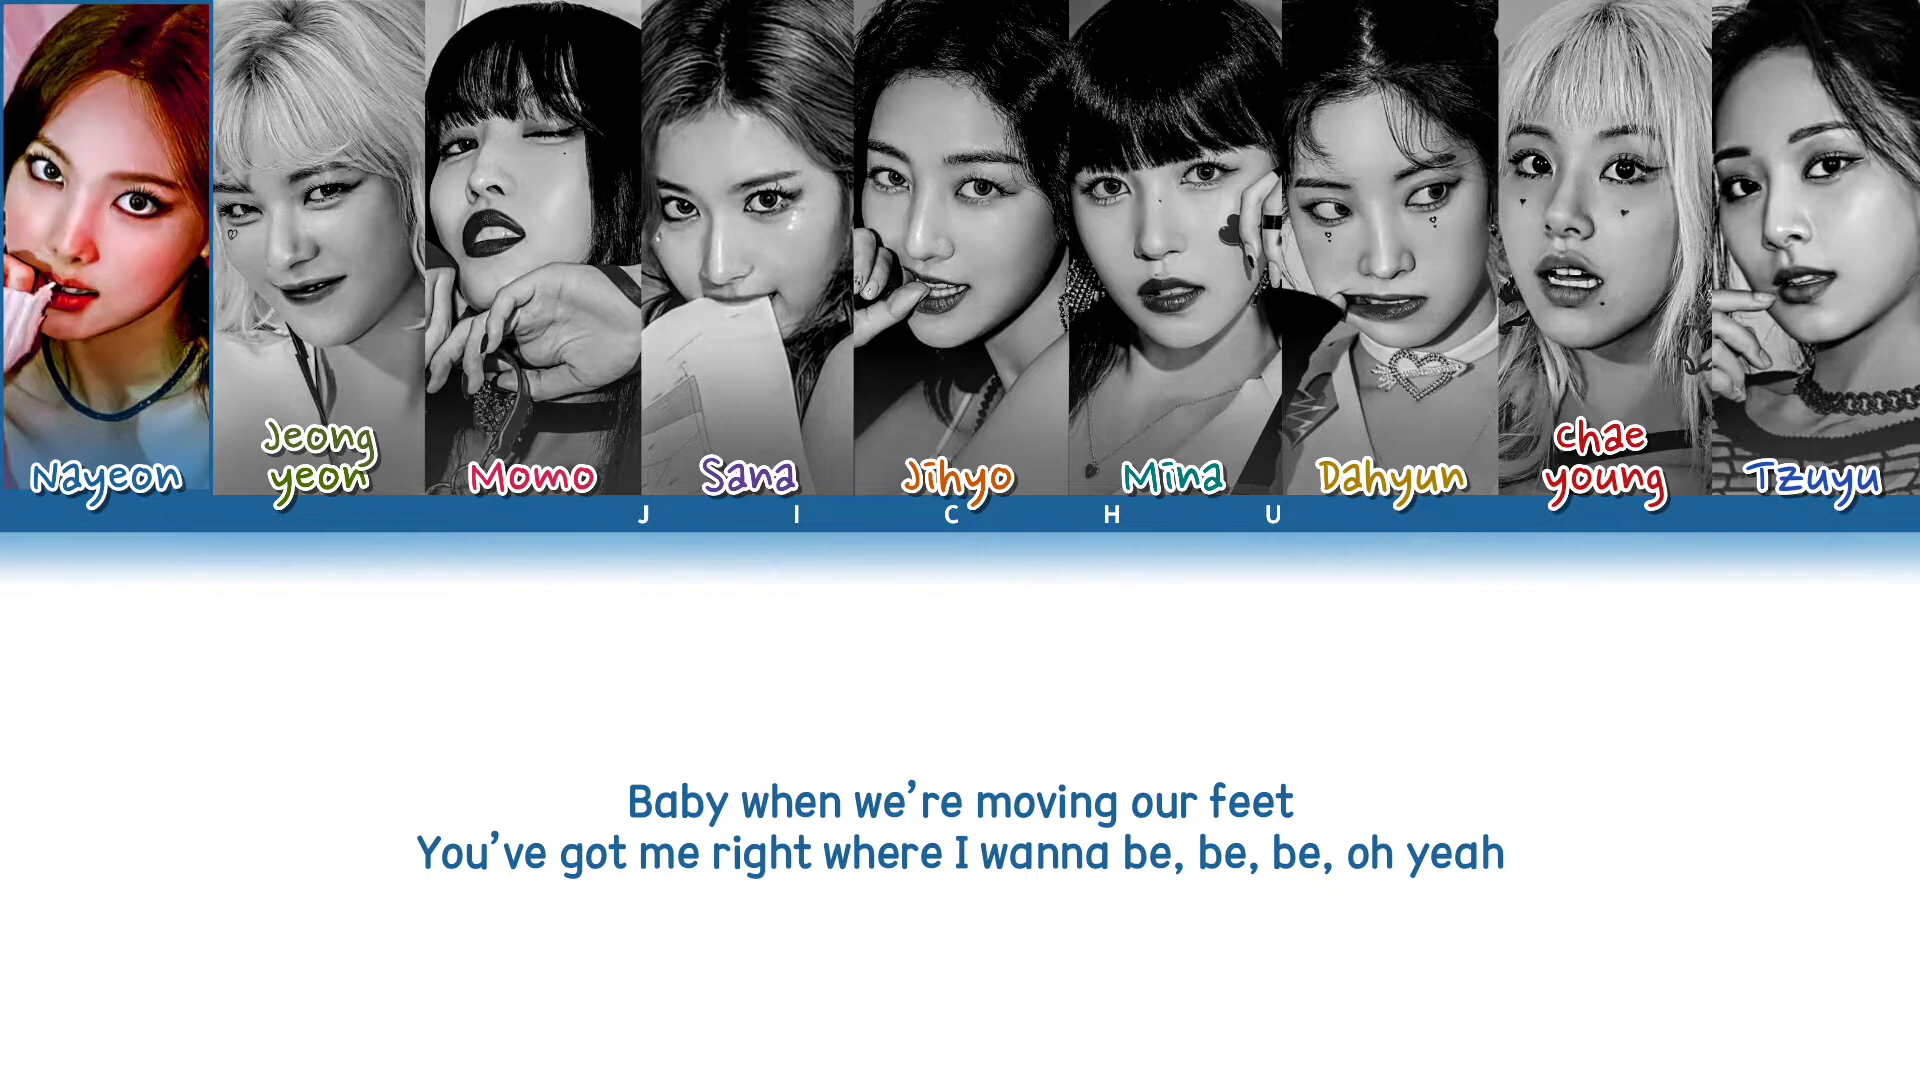 Nayeon
Jeong
yeon
Momo
Sana
Jihyo
Mina
Dahyun
chae
young
Tzuyu
J I C H U
Baby when we're moving our feet
You've got me right where I wanna be, be, be, oh yeah